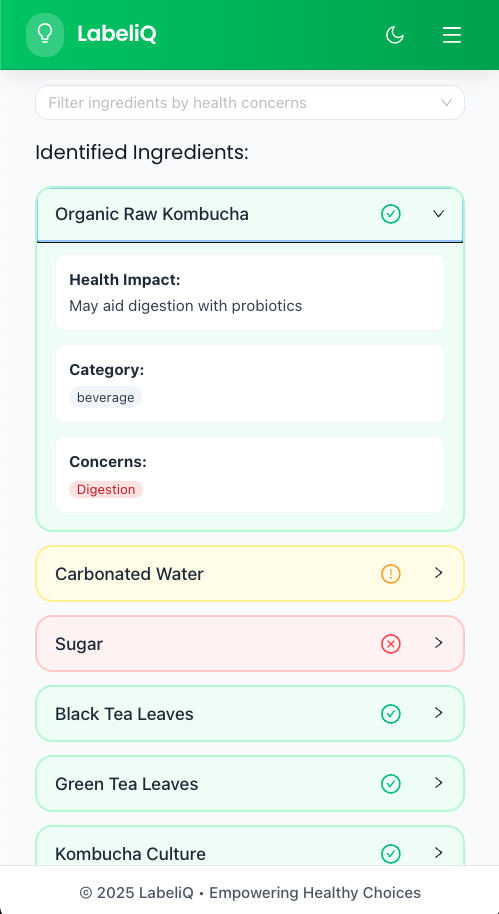 LabeliQ
Filter ingredients by health concerns
Identified Ingredients:
Organic Raw Kombucha
Health Impact:
May aid digestion with probiotics
Category:
beverage
Concerns:
Digestion
Carbonated Water
Sugar
Black Tea Leaves
Green Tea Leaves
Kombucha Culture
© 2025 LabeliQ • Empowering Healthy Choices